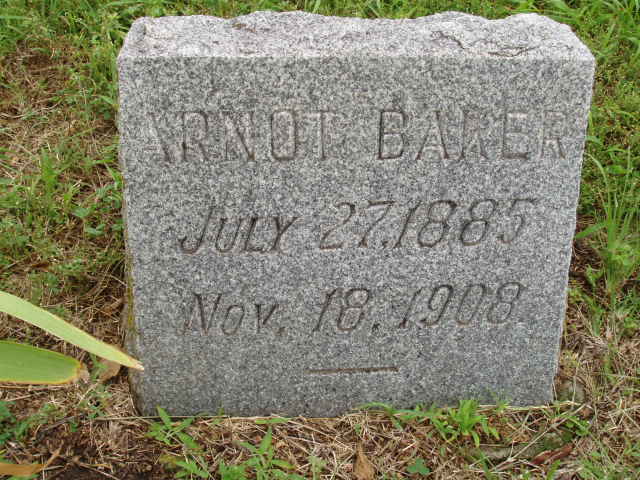 ARNOT BAKER
JULY 27, 1885
NOV. 18, 1908